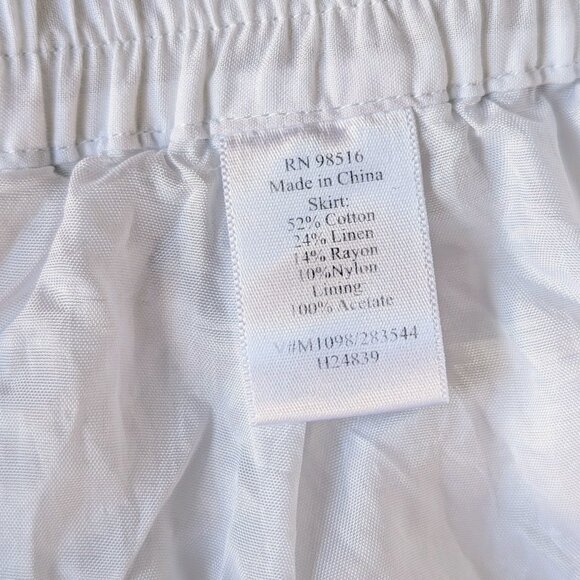 RN 98516
Made in China
Skirt:
52% Cotton
24% Linen
14% Rayon
10%Nylon
Lining
100% Acetate
V#M1098/283544
H24839